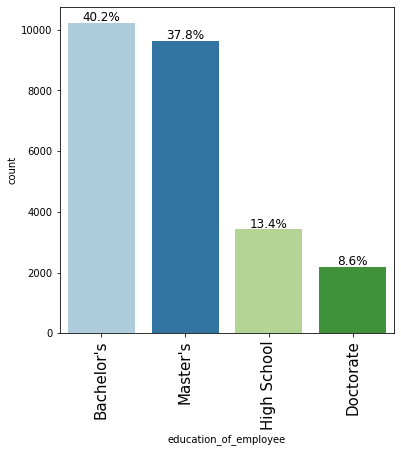 40.2%
37.8%
13.4%
8.6%
10000
8000
6000
4000
2000
0
count
Bachelor's
Master's
High School
Doctorate
education_of_employee